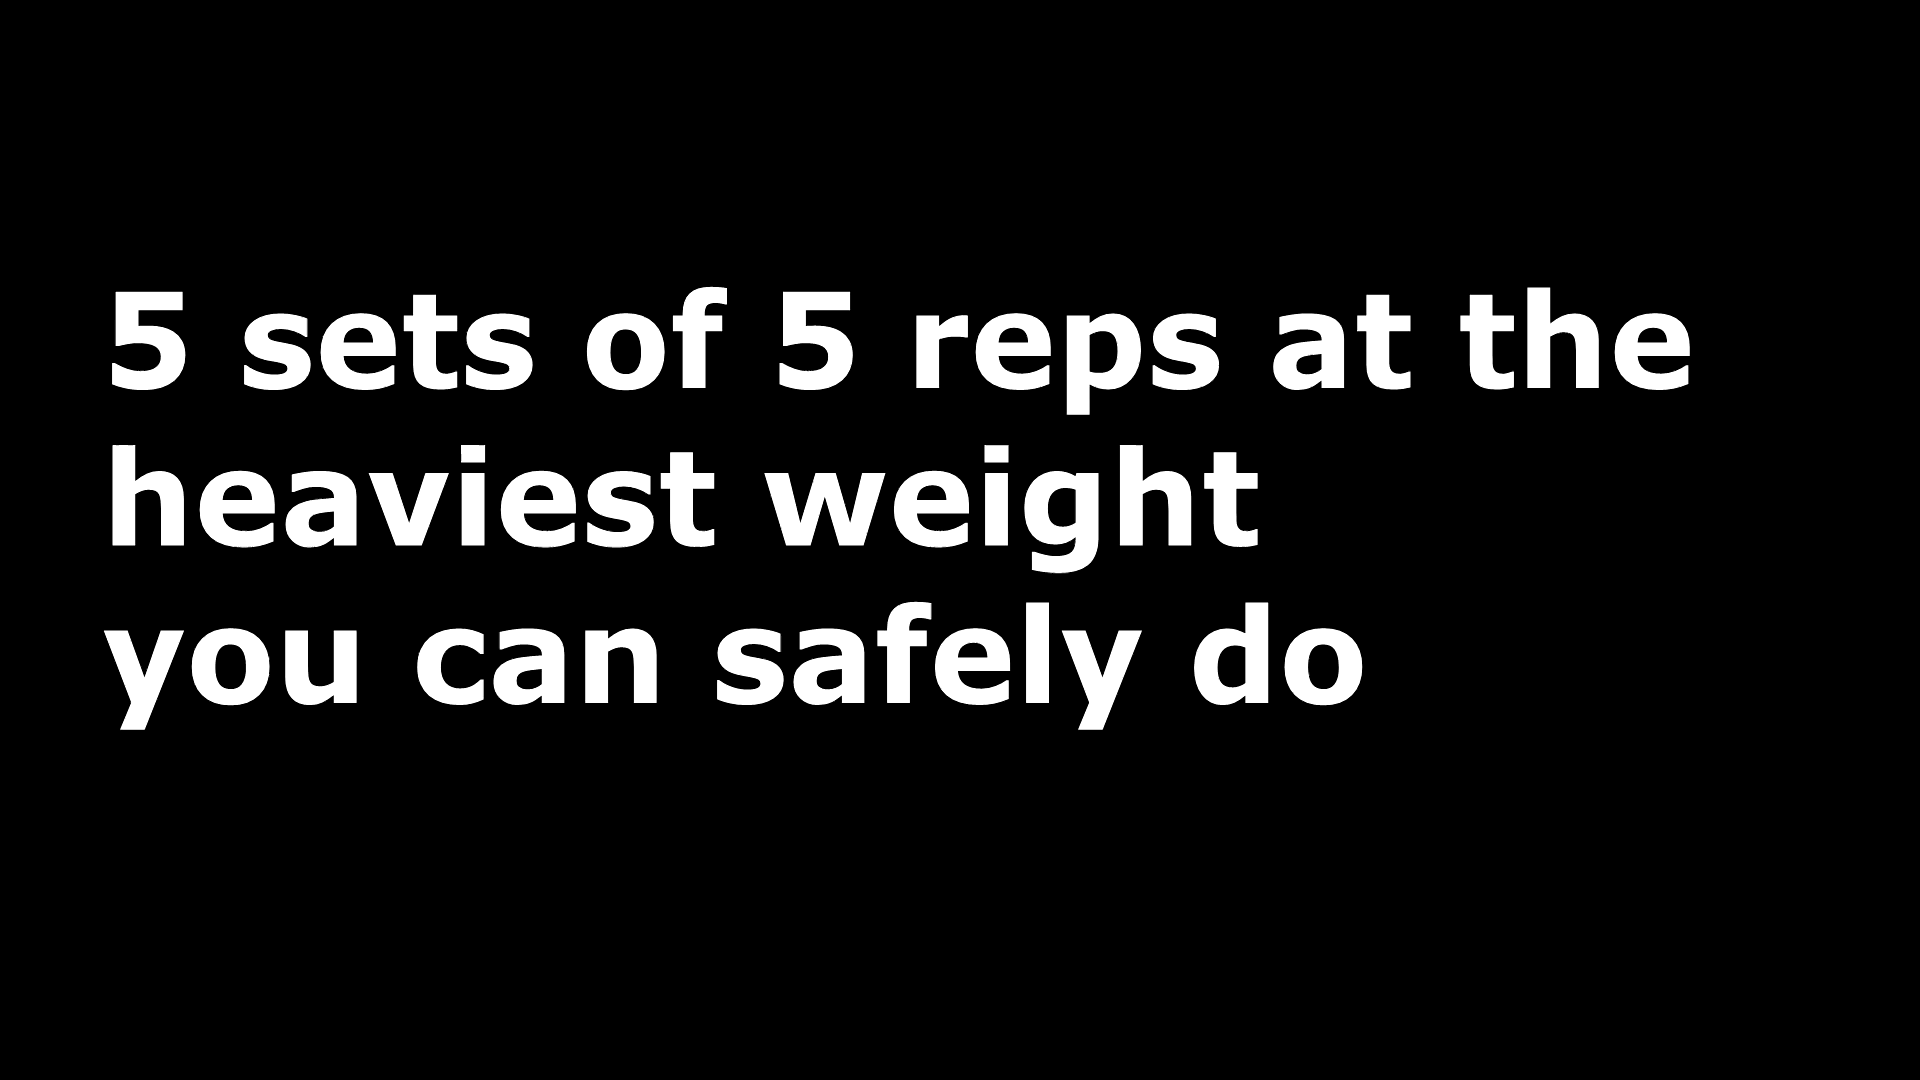 5 sets of 5 reps at the
heaviest weight
you can safely do